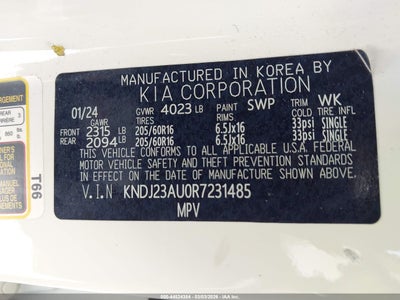 MANUFACTURED IN KOREA BY
KIA CORPORATION
01/24 GVWR 4023 LB PAINT SWP TRIM WK
GAWR TIRES RIMS COLD TIRE INFL
FRONT 2315 LB 205/60R16 6.5Jx16 33psi SINGLE
REAR 2094 LB 205/60R16 6.5Jx16 33psi SINGLE
THIS VEHICLE CONFORMS TO ALL APPLICABLE U.S.A. FEDERAL
MOTOR VEHICLE SAFETY, BUMPER, AND THEFT PREVENTION STANDARDS
IN EFFECT ON THE DATE OF MANUFACTURE SHOWN ABOVE.
V.I.N KNDJ23AU0R7231485
MPV
T66
REAR
3